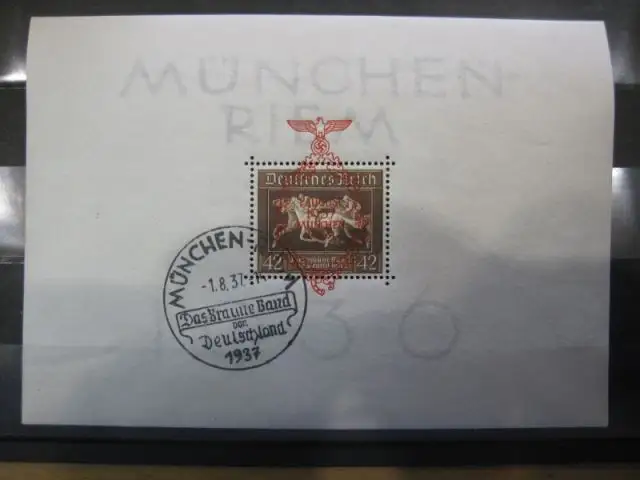 MÜNCHEN-
RIEM
Deutsches Reich
42 42
MÜNCHEN-
-1.8.37.
Das Braune Band
von
Deutschland
1937